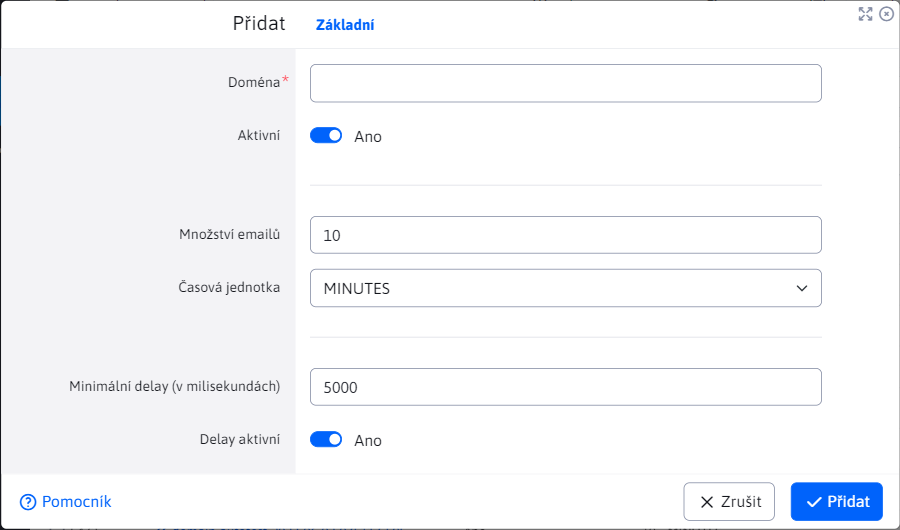 Přidat
Základní
Doména*
Aktivní
Ano
Množství emailů
10
Časová jednotka
MINUTES
Minimální delay (v milisekundách)
5000
Delay aktivní
Ano
Pomocník
Zrušit
Přidat